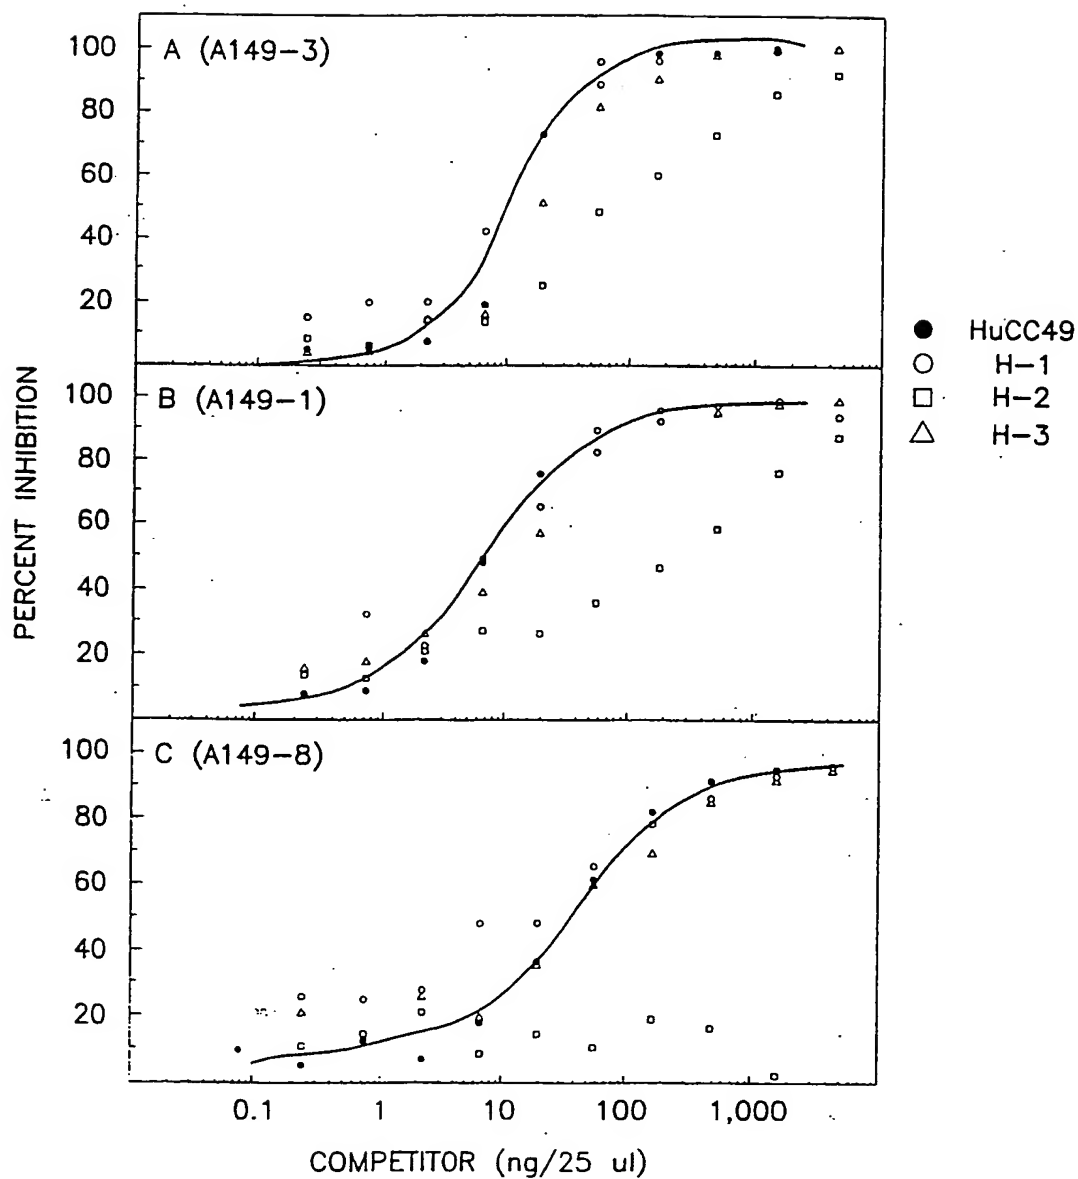 A (A149-3)
100
80
60
40
20
B (A149-1)
100
80
60
40
20
C (A149-8)
100
80
60
40
20
0.1 1 10 100 1,000
COMPETITOR (ng/25 ul)
PERCENT INHIBITION
HuCC49
H-1
H-2
H-3